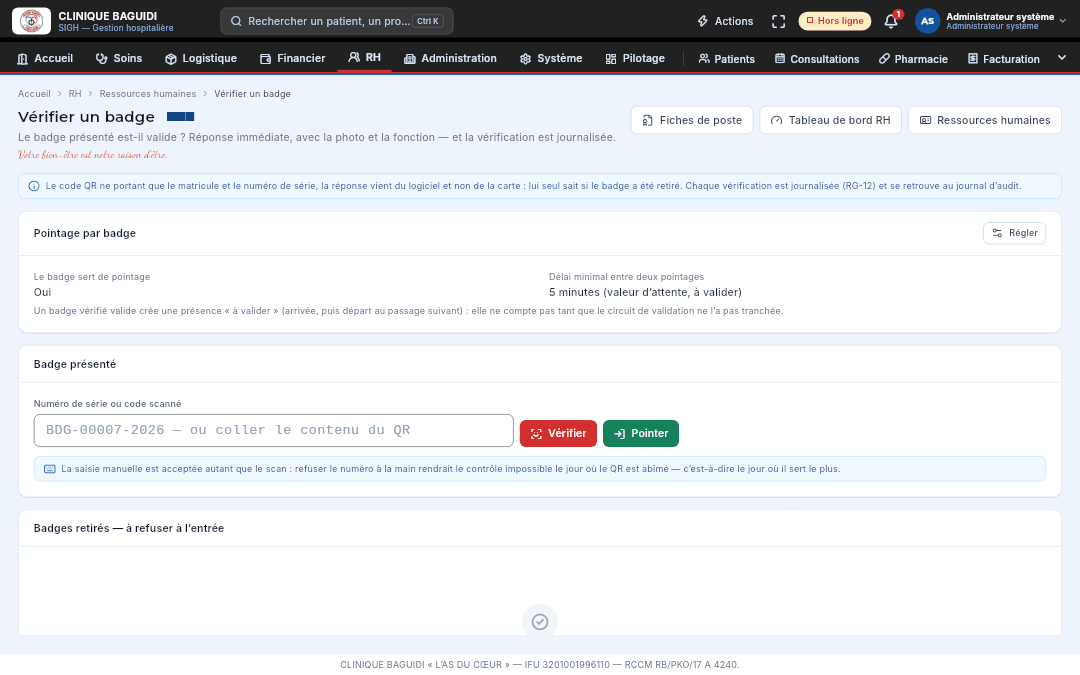 CLINIQUE BAGUIDI
SIGH — Gestion hospitalière
Rechercher un patient, un pro... Ctrl K
Actions
Hors ligne
1
AS
Administrateur système
Administrateur système
Accueil Soins Logistique Financier RH Administration Système Pilotage Patients Consultations Pharmacie Facturation
Accueil > RH > Ressources humaines > Vérifier un badge
Vérifier un badge
Fiches de poste Tableau de bord RH Ressources humaines
Le badge présenté est-il valide ? Réponse immédiate, avec la photo et la fonction — et la vérification est journalisée.
Votre bien-être est notre raison d'être.
Le code QR ne portant que le matricule et le numéro de série, la réponse vient du logiciel et non de la carte : lui seul sait si le badge a été retiré. Chaque vérification est journalisée (RG-12) et se retrouve au journal d'audit.
Pointage par badge
Régler
Le badge sert de pointage
Oui
Délai minimal entre deux pointages
5 minutes (valeur d'attente, à valider)
Un badge vérifié valide crée une présence « à valider » (arrivée, puis départ au passage suivant) : elle ne compte pas tant que le circuit de validation ne l'a pas tranchée.
Badge présenté
Numéro de série ou code scanné
BDG-00007-2026 — ou coller le contenu du QR
Vérifier
Pointer
La saisie manuelle est acceptée autant que le scan : refuser le numéro à la main rendrait le contrôle impossible le jour où le QR est abîmé — c'est-à-dire le jour où il sert le plus.
Badges retirés — à refuser à l'entrée
CLINIQUE BAGUIDI « L'AS DU CŒUR » — IFU 3201001996110 — RCCM RB/PKO/17 A 4240.